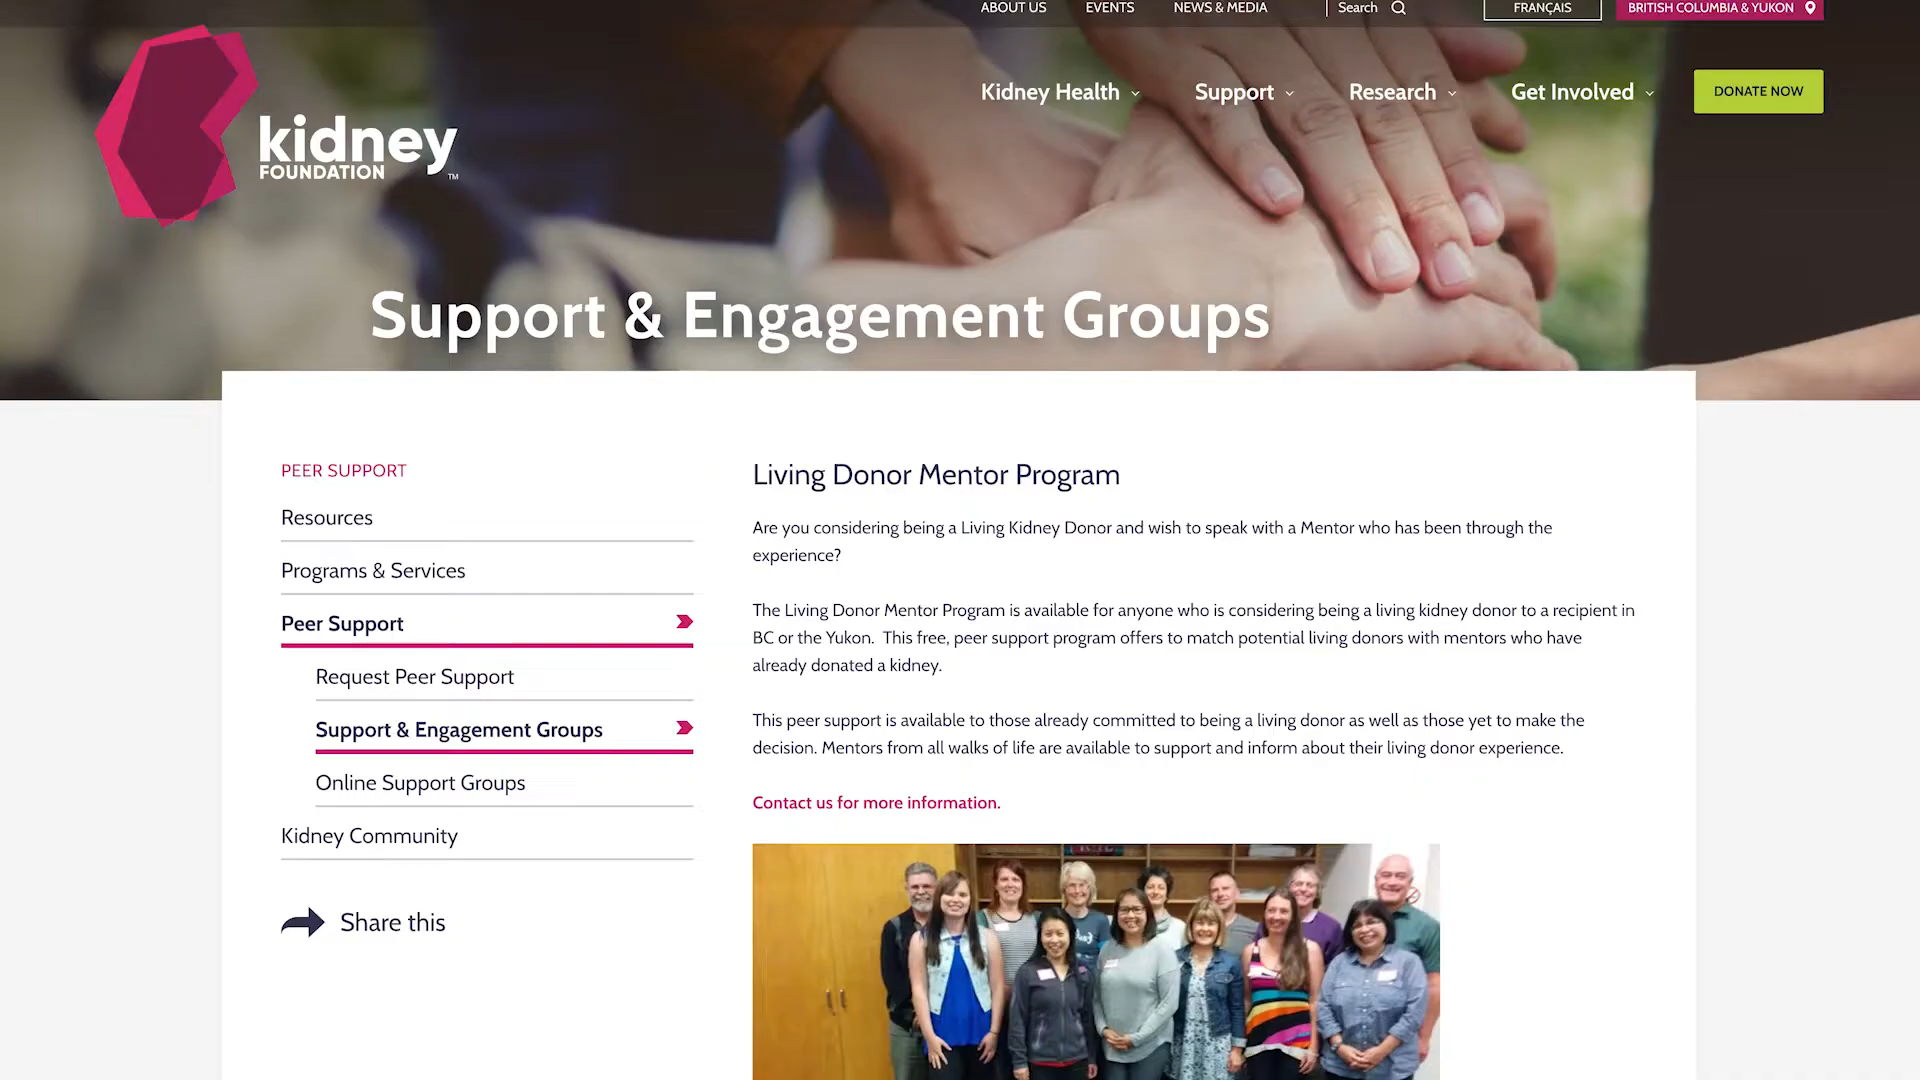 ABOUT US EVENTS NEWS & MEDIA Search FRANÇAIS BRITISH COLUMBIA & YUKON
Kidney Health Support Research Get Involved DONATE NOW
kidney
FOUNDATION
TM
Support & Engagement Groups
PEER SUPPORT
Resources
Programs & Services
Peer Support
Request Peer Support
Support & Engagement Groups
Online Support Groups
Kidney Community
Share this
Living Donor Mentor Program
Are you considering being a Living Kidney Donor and wish to speak with a Mentor who has been through the
experience?
The Living Donor Mentor Program is available for anyone who is considering being a living kidney donor to a recipient in
BC or the Yukon. This free, peer support program offers to match potential living donors with mentors who have
already donated a kidney.
This peer support is available to those already committed to being a living donor as well as those yet to make the
decision. Mentors from all walks of life are available to support and inform about their living donor experience.
Contact us for more information.